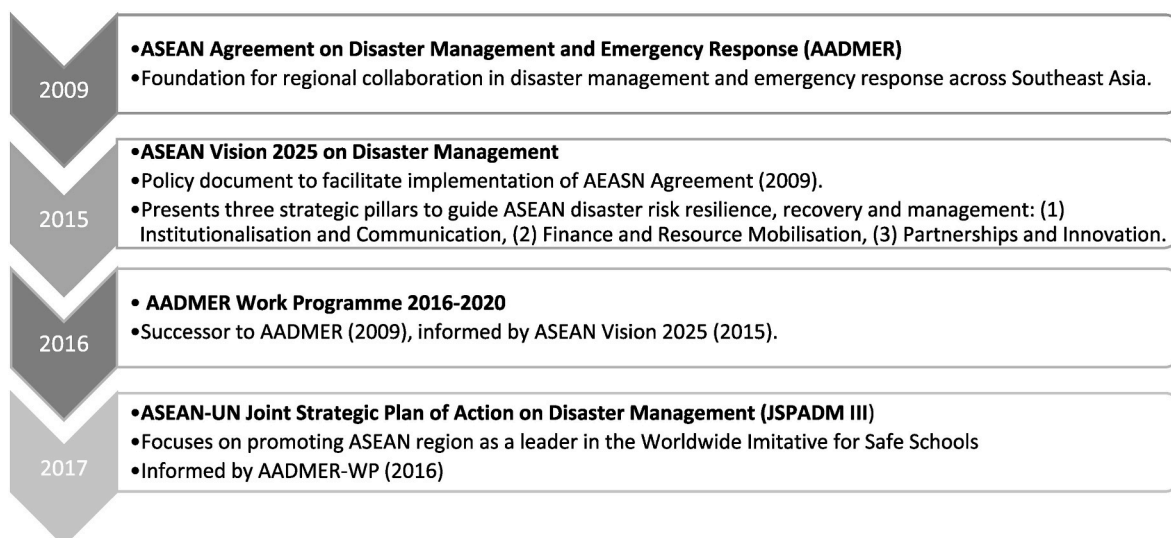 2009
•ASEAN Agreement on Disaster Management and Emergency Response (AADMER)
•Foundation for regional collaboration in disaster management and emergency response across Southeast Asia.
2015
•ASEAN Vision 2025 on Disaster Management
•Policy document to facilitate implementation of AEASN Agreement (2009).
•Presents three strategic pillars to guide ASEAN disaster risk resilience, recovery and management: (1)
Institutionalisation and Communication, (2) Finance and Resource Mobilisation, (3) Partnerships and Innovation.
2016
• AADMER Work Programme 2016-2020
•Successor to AADMER (2009), informed by ASEAN Vision 2025 (2015).
2017
•ASEAN-UN Joint Strategic Plan of Action on Disaster Management (JSPADM III)
•Focuses on promoting ASEAN region as a leader in the Worldwide Imitative for Safe Schools
•Informed by AADMER-WP (2016)